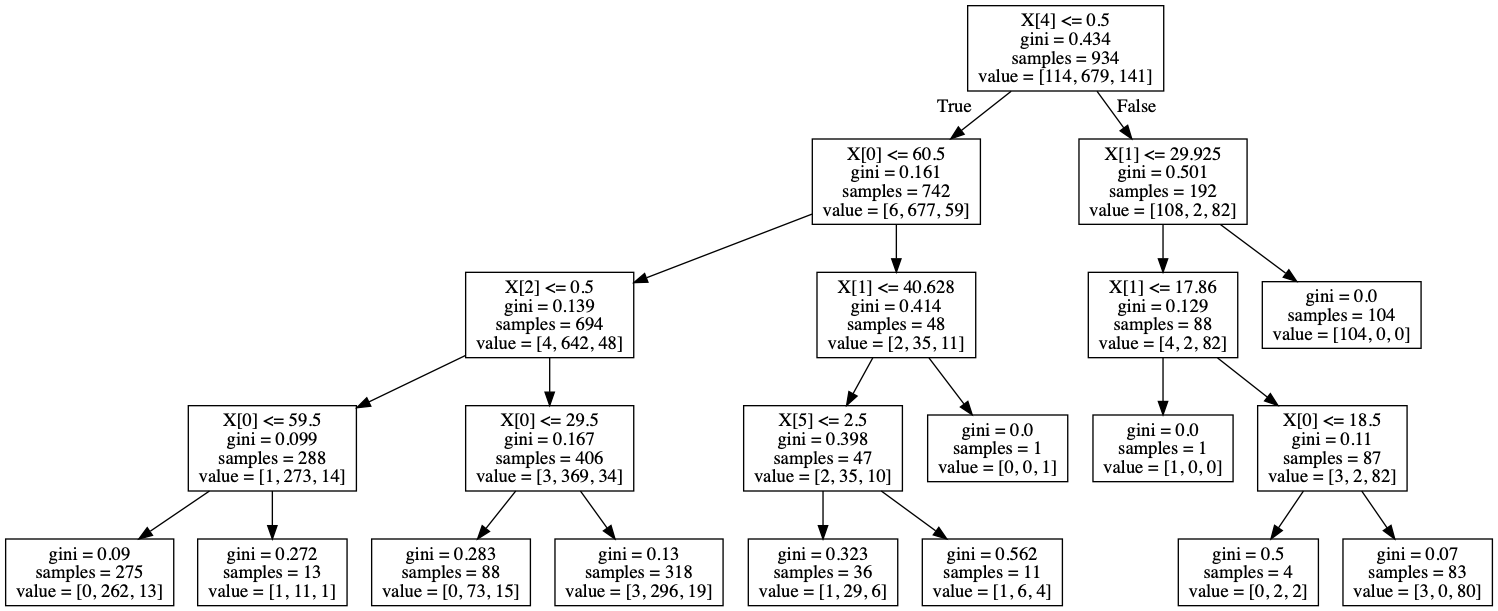 X[4] <= 0.5
gini = 0.434
samples = 934
value = [114, 679, 141]
True
False
X[0] <= 60.5
gini = 0.161
samples = 742
value = [6, 677, 59]
X[1] <= 29.925
gini = 0.501
samples = 192
value = [108, 2, 82]
X[2] <= 0.5
gini = 0.139
samples = 694
value = [4, 642, 48]
X[1] <= 40.628
gini = 0.414
samples = 48
value = [2, 35, 11]
X[1] <= 17.86
gini = 0.129
samples = 88
value = [4, 2, 82]
gini = 0.0
samples = 104
value = [104, 0, 0]
X[0] <= 59.5
gini = 0.099
samples = 288
value = [1, 273, 14]
X[0] <= 29.5
gini = 0.167
samples = 406
value = [3, 369, 34]
X[5] <= 2.5
gini = 0.398
samples = 47
value = [2, 35, 10]
gini = 0.0
samples = 1
value = [0, 0, 1]
gini = 0.0
samples = 1
value = [1, 0, 0]
X[0] <= 18.5
gini = 0.11
samples = 87
value = [3, 2, 82]
gini = 0.09
samples = 275
value = [0, 262, 13]
gini = 0.272
samples = 13
value = [1, 11, 1]
gini = 0.283
samples = 88
value = [0, 73, 15]
gini = 0.13
samples = 318
value = [3, 296, 19]
gini = 0.323
samples = 36
value = [1, 29, 6]
gini = 0.562
samples = 11
value = [1, 6, 4]
gini = 0.5
samples = 4
value = [0, 2, 2]
gini = 0.07
samples = 83
value = [3, 0, 80]